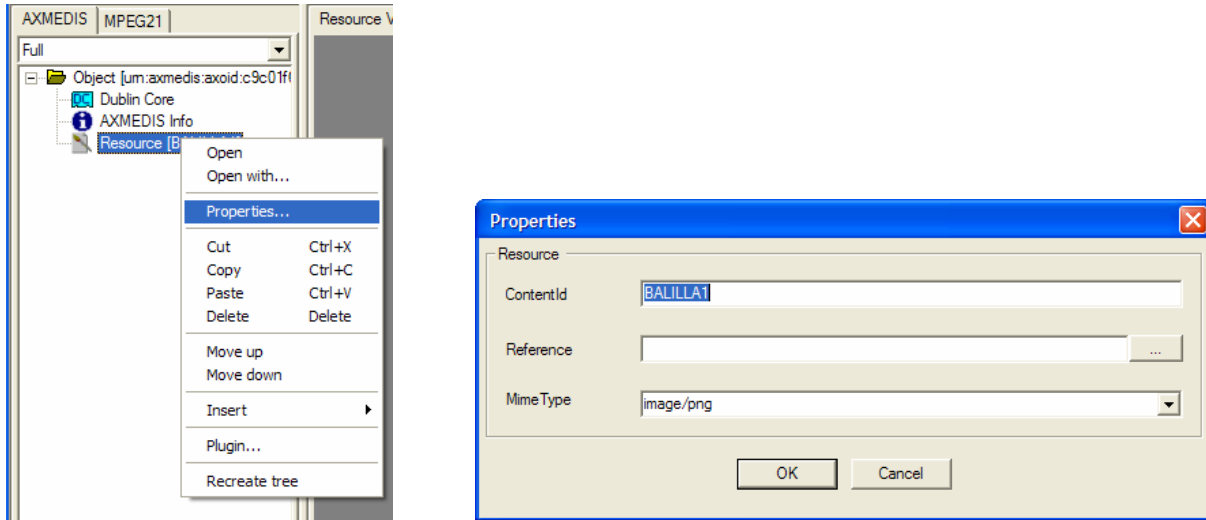 AXMEDIS MPEG21 Resource V
Full
Object [urn:axmedis:axoid:c9c01f
Dublin Core
AXMEDIS Info
Resource [B
Open
Open with...
Properties...
Cut Ctrl+X
Copy Ctrl+C
Paste Ctrl+V
Delete Delete
Move up
Move down
Insert
Plugin...
Recreate tree
Properties
Resource
ContentId BALILLA1
Reference ...
MimeType image/png
OK Cancel